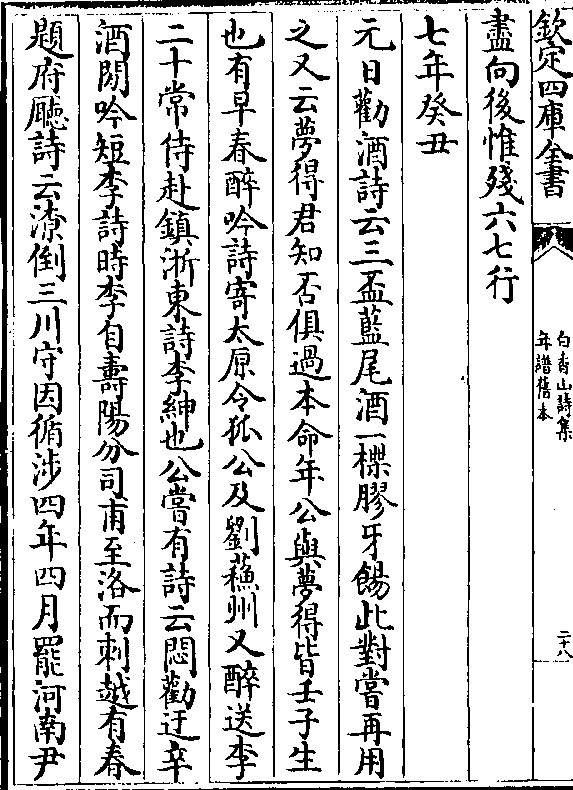 欽定四庫全書
白香山詩集
年譜舊本
二十八
盡向後惟殘六七行
七年癸丑
元日勸酒詩云三盃藍尾酒一楪膠牙餳此對嘗再用
之又云夢得君知否俱過本命年公與夢得皆壬子生
也有早春醉吟詩寄太原令狐公及劉蘓州又醉送李
二十常侍赴鎮浙東詩李紳也公嘗有詩云悶勸迂辛
酒閒吟短李詩時李自壽陽分司甫至洛而刺越有春
題府廳詩云潦倒三川守因循涉四年四月罷河南尹